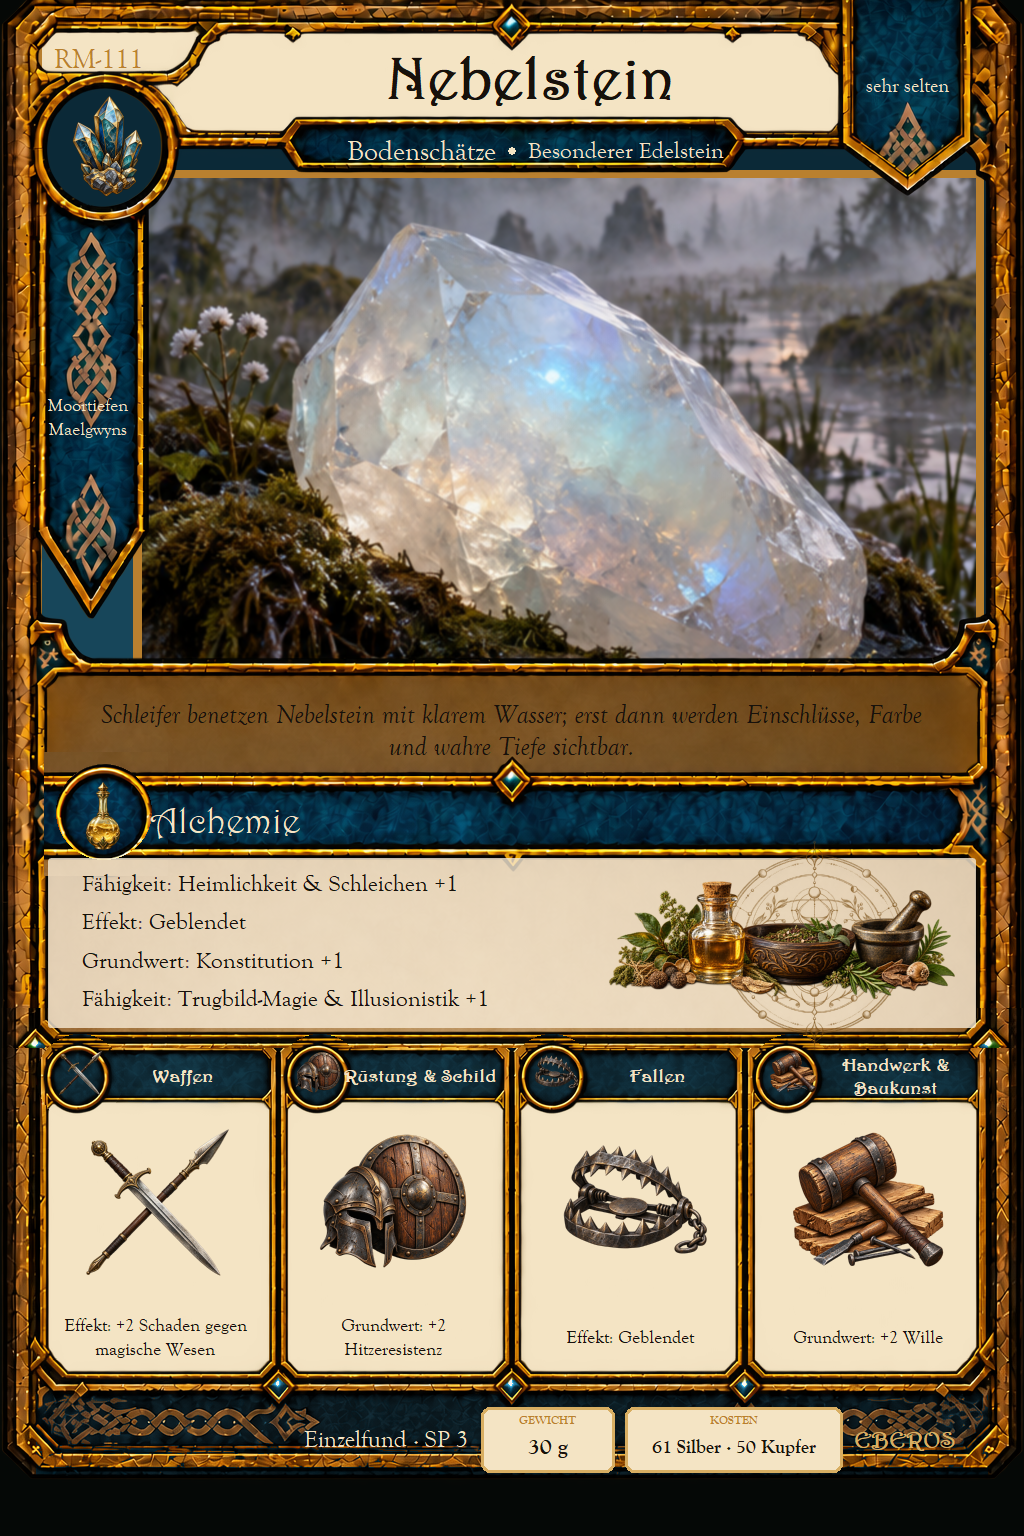 RM-111
Nebelstein
sehr selten
Bodenschätze • Besonderer Edelstein
Moortiefen
Maelgwyns
Schleifer benetzen Nebelstein mit klarem Wasser; erst dann werden Einschlüsse, Farbe
und wahre Tiefe sichtbar.
Alchemie
Fähigkeit: Heimlichkeit & Schleichen +1
Effekt: Geblendet
Grundwert: Konstitution +1
Fähigkeit: Trugbild-Magie & Illusionistik +1
Waffen
Effekt: +2 Schaden gegen
magische Wesen
Rüstung & Schild
Grundwert: +2
Hitzeresistenz
Fallen
Effekt: Geblendet
Handwerk &
Baukunst
Grundwert: +2 Wille
Einzelfund · SP 3
GEWICHT
30 g
KOSTEN
61 Silber · 50 Kupfer
EBEROS